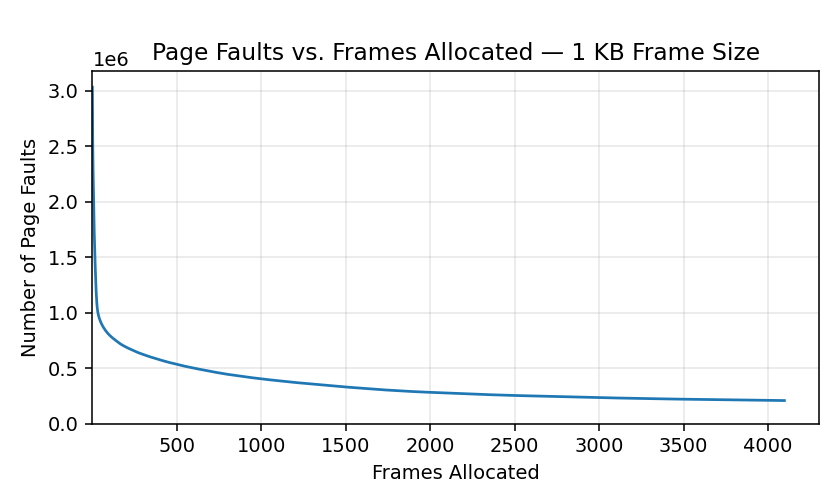 Page Faults vs. Frames Allocated — 1 KB Frame Size
1e6
3.0
2.5
2.0
1.5
1.0
0.5
0.0
Number of Page Faults
500 1000 1500 2000 2500 3000 3500 4000
Frames Allocated